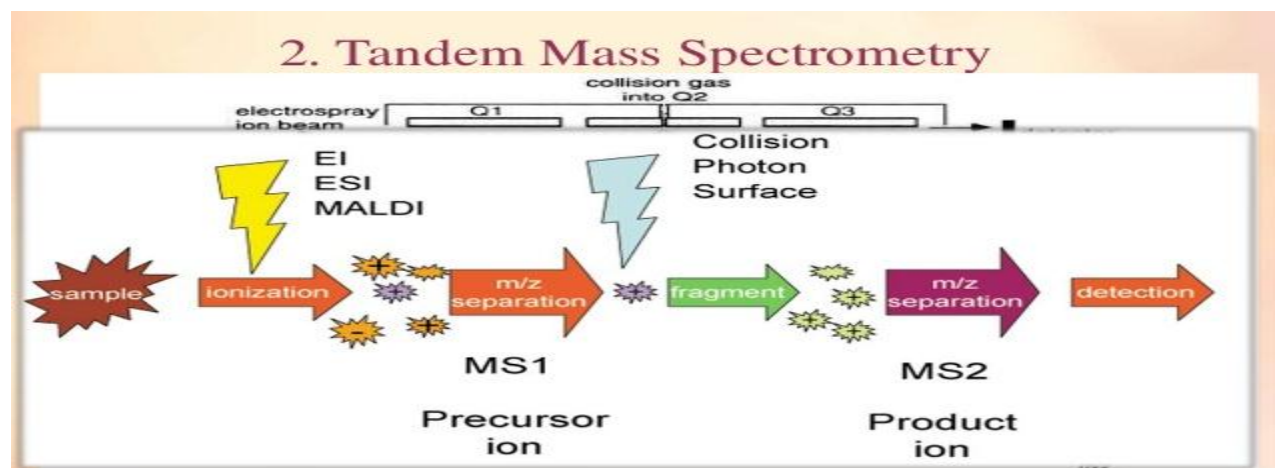 2. Tandem Mass Spectrometry
collision gas
into Q2
electrospray
ion beam
Q1
Q3
EI
ESI
MALDI
Collision
Photon
Surface
sample
ionization
m/z
separation
fragment
m/z
separation
detection
MS1
MS2
Precursor
ion
Product
ion